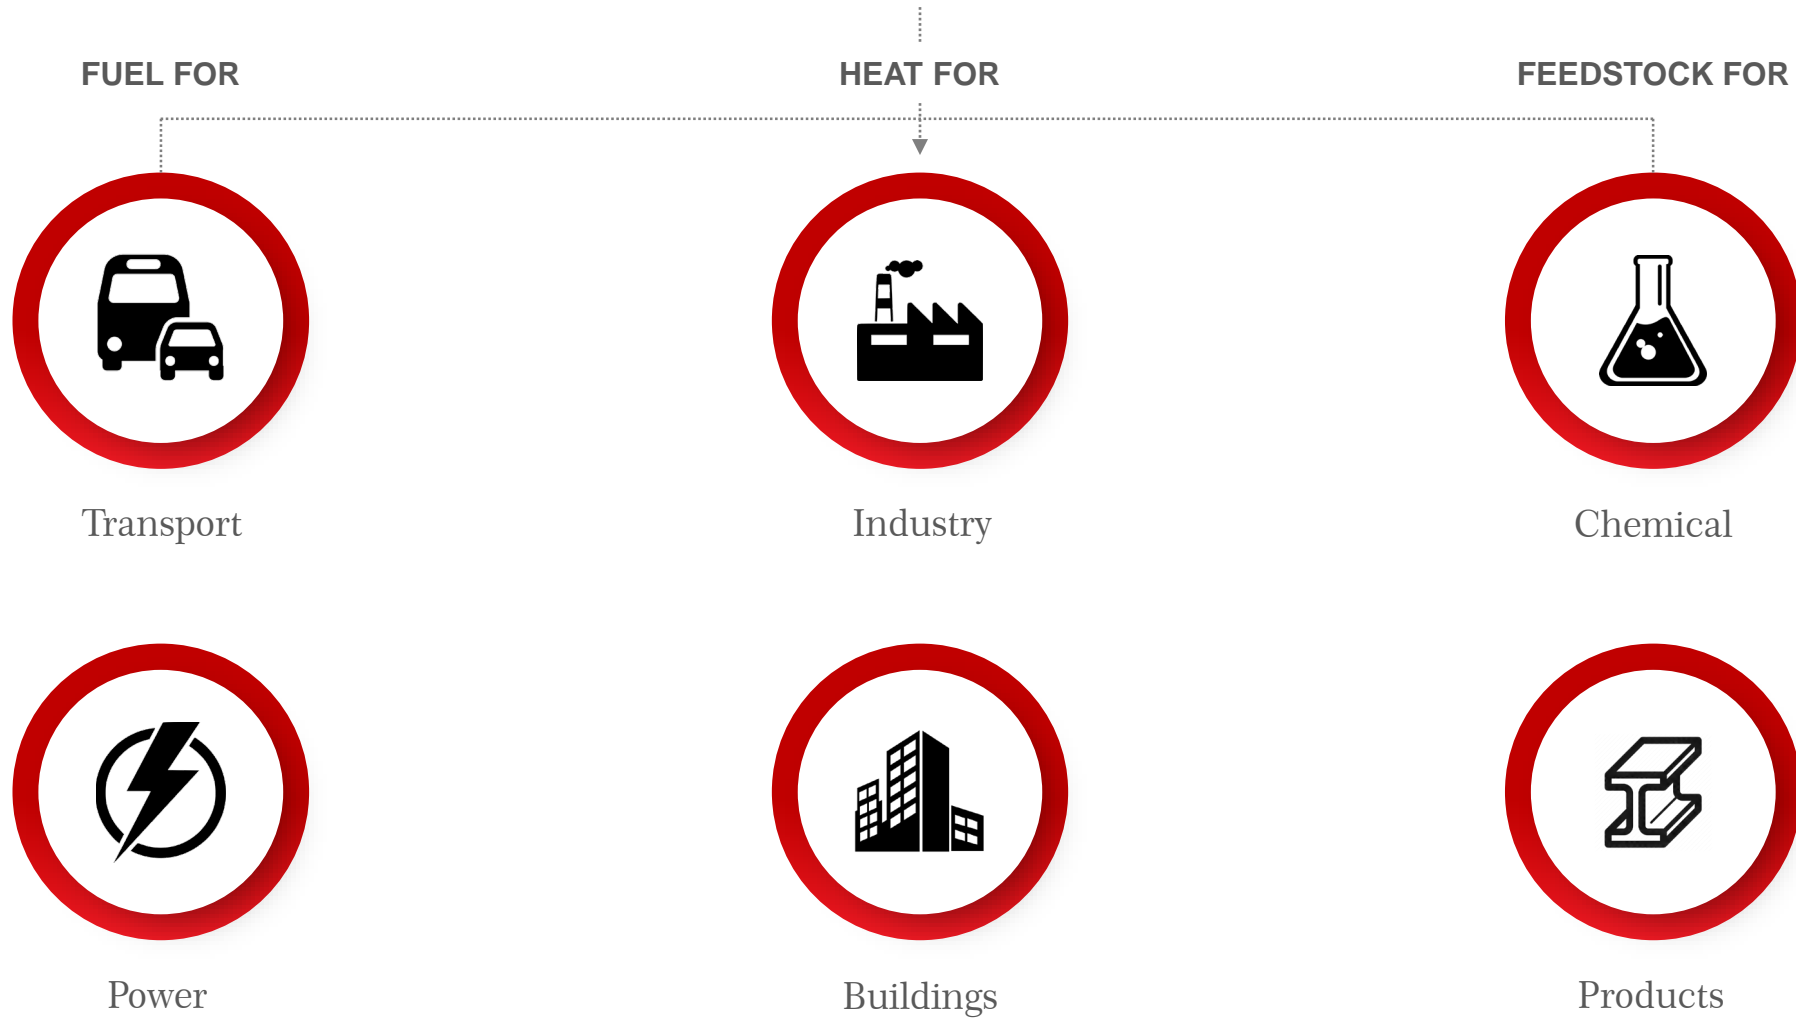 FUEL FOR
HEAT FOR
FEEDSTOCK FOR
Transport
Industry
Chemical
Power
Buildings
Products